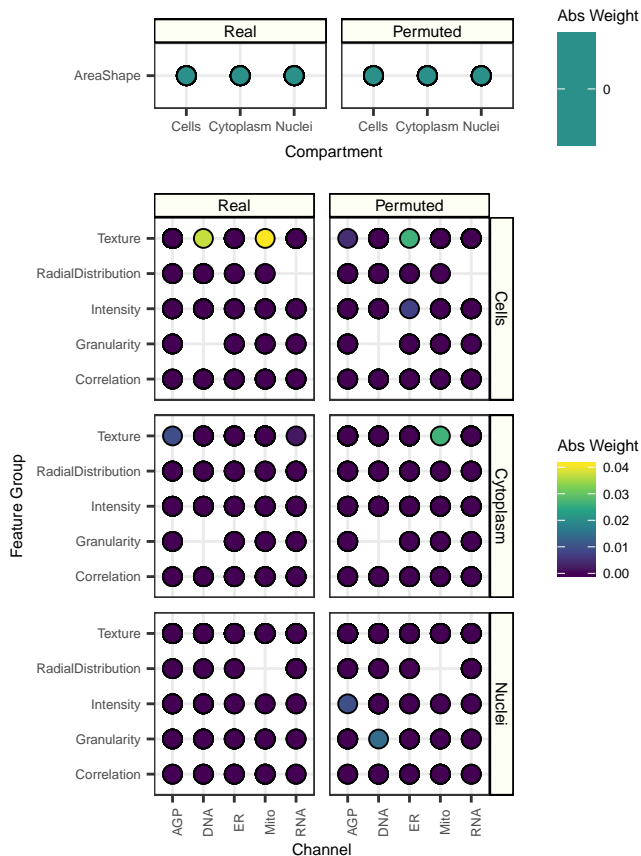 Abs Weight
0
Real
Permuted
AreaShape
Cells Cytoplasm Nuclei
Cells Cytoplasm Nuclei
Compartment
Real
Permuted
Feature Group
Texture
RadialDistribution
Intensity
Granularity
Correlation
Cells
Texture
RadialDistribution
Intensity
Granularity
Correlation
Cytoplasm
Texture
RadialDistribution
Intensity
Granularity
Correlation
Nuclei
AGP
DNA
ER
Mito
RNA
AGP
DNA
ER
Mito
RNA
Channel
Abs Weight
0.04
0.03
0.02
0.01
0.00